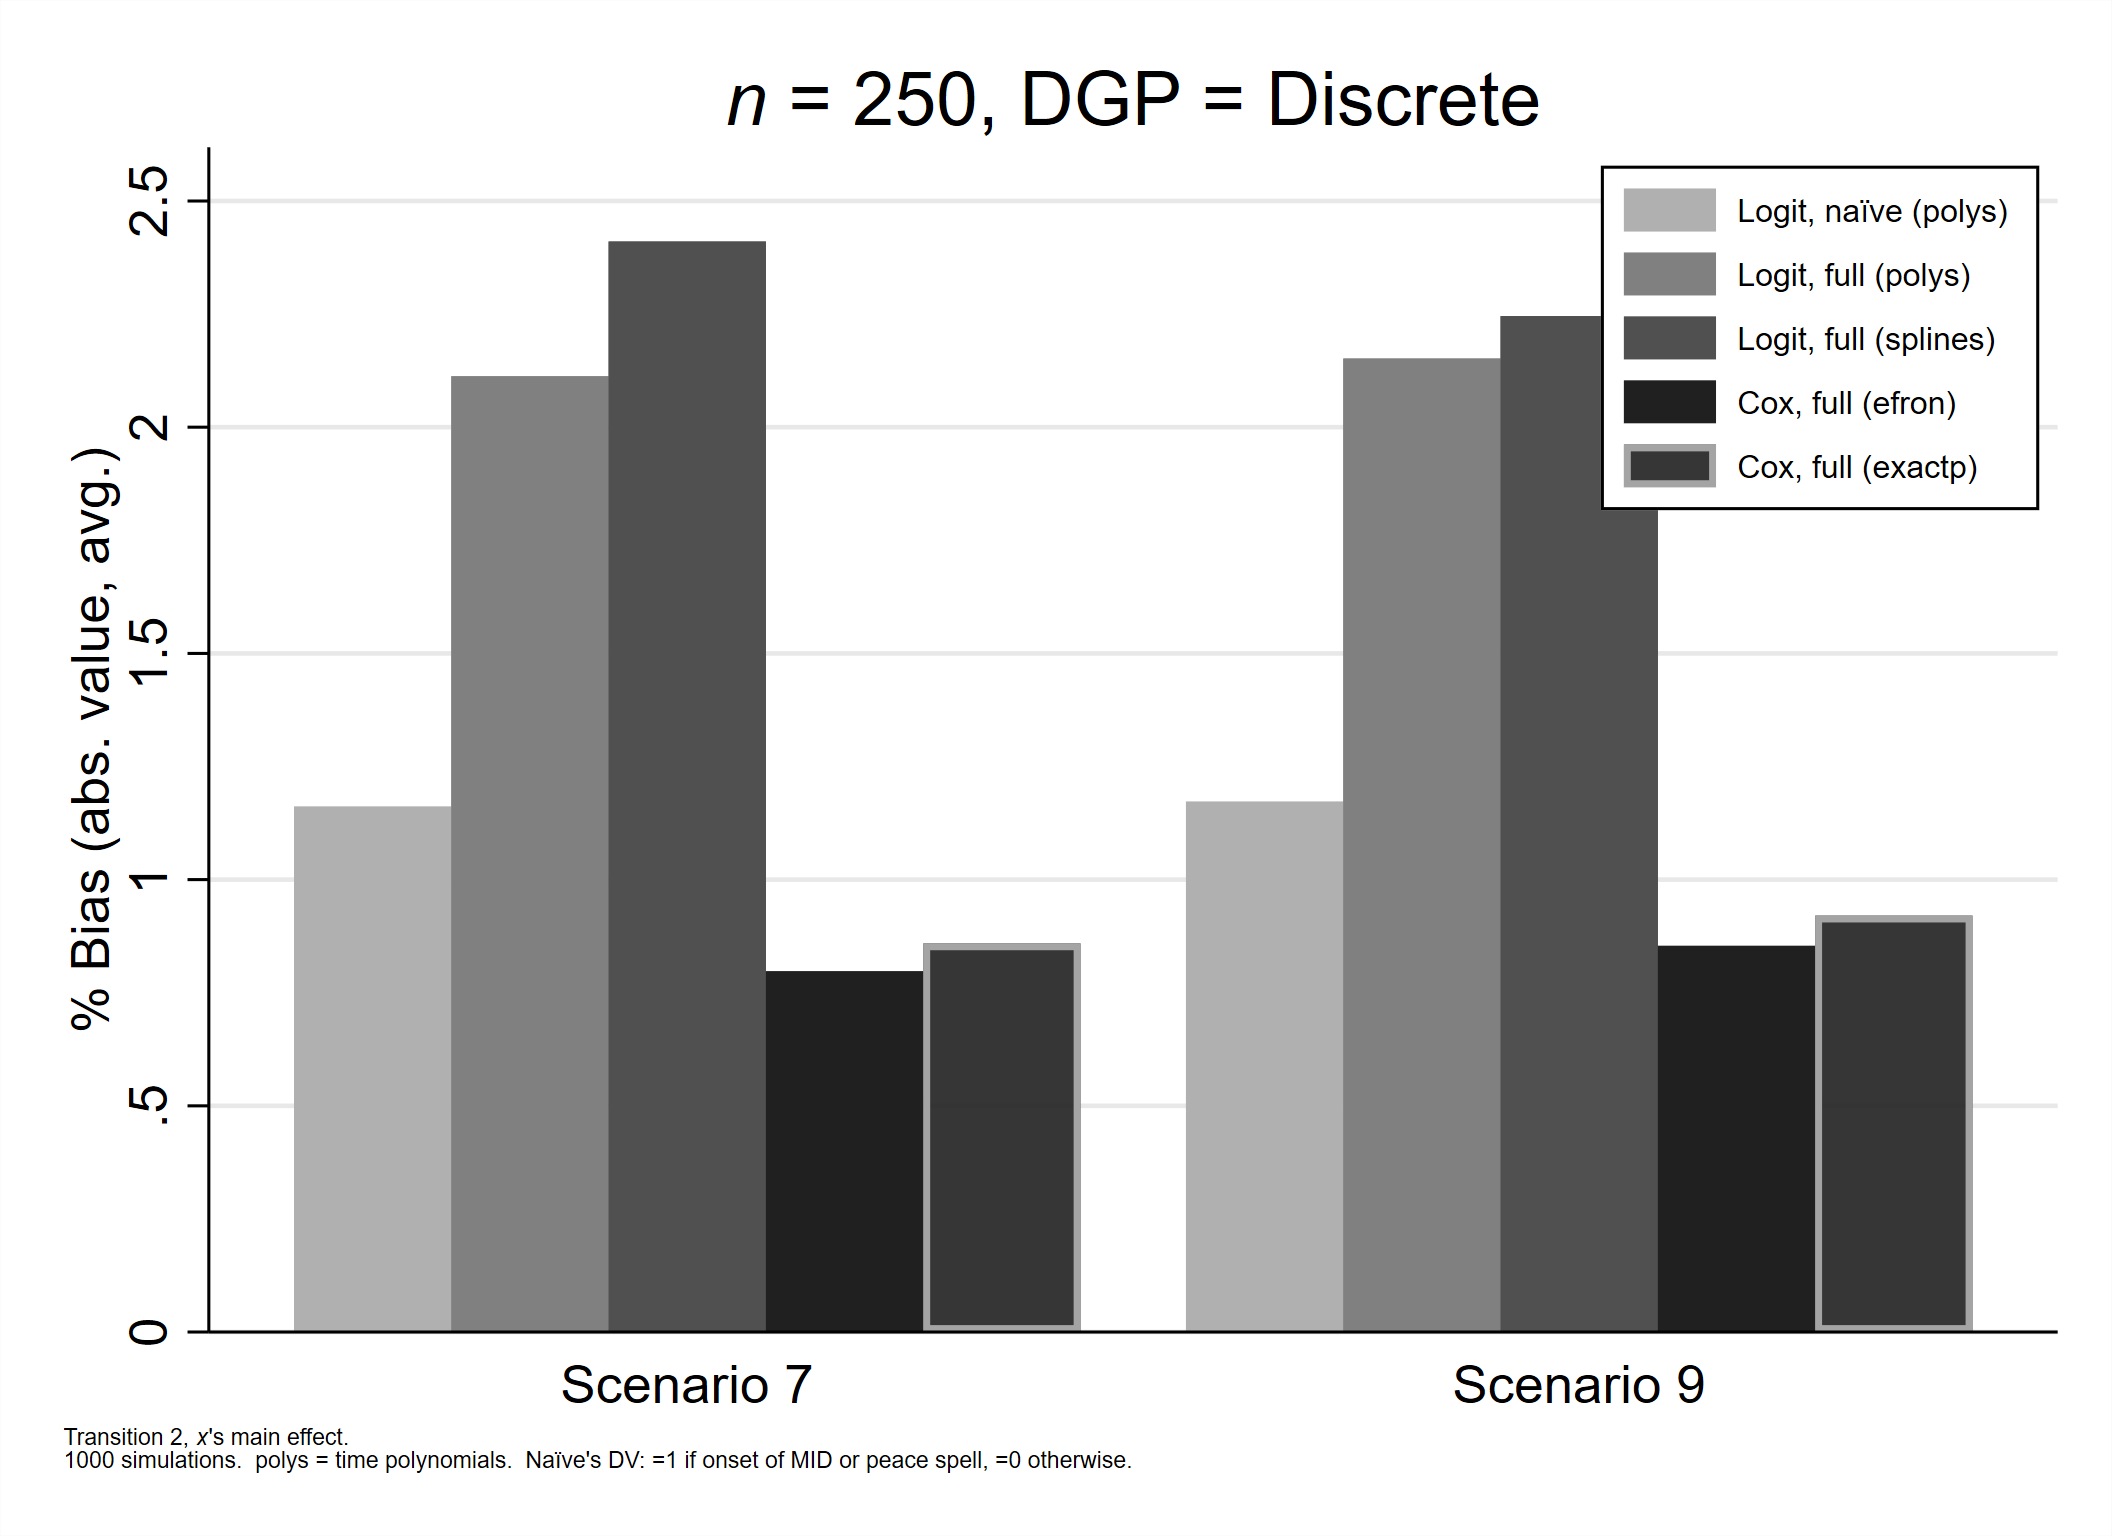 n = 250, DGP = Discrete
% Bias (abs. value, avg.)
2.5
2
1.5
1
.5
0
Logit, naïve (polys)
Logit, full (polys)
Logit, full (splines)
Cox, full (efron)
Cox, full (exactp)
Scenario 7
Scenario 9
Transition 2, x's main effect.
1000 simulations.  polys = time polynomials.  Naïve's DV: =1 if onset of MID or peace spell, =0 otherwise.